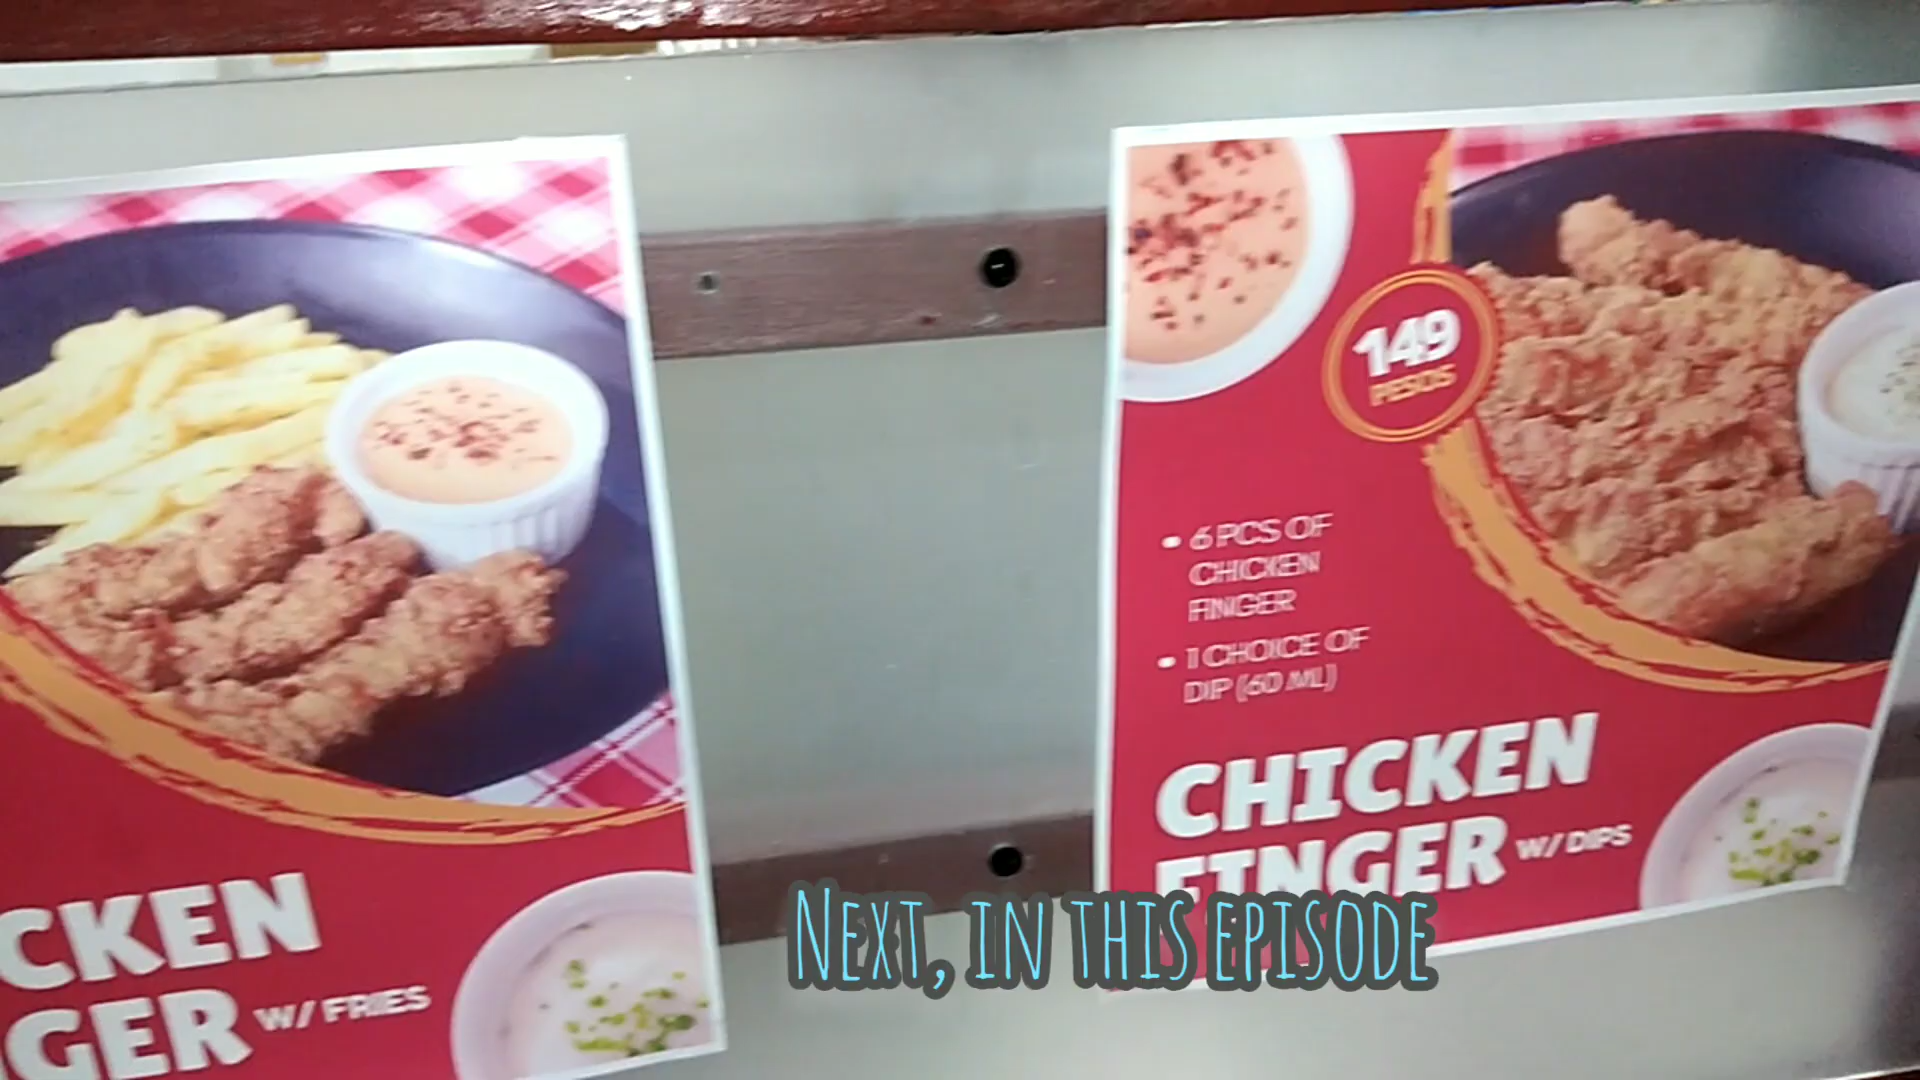 CKEN
GER W/ FRIES
149
PESOS
• 6 PCS OF
CHICKEN
FINGER
• 1 CHOICE OF
DIP (60 ML)
CHICKEN
FINGER W/ DIPS
Next, in this episode